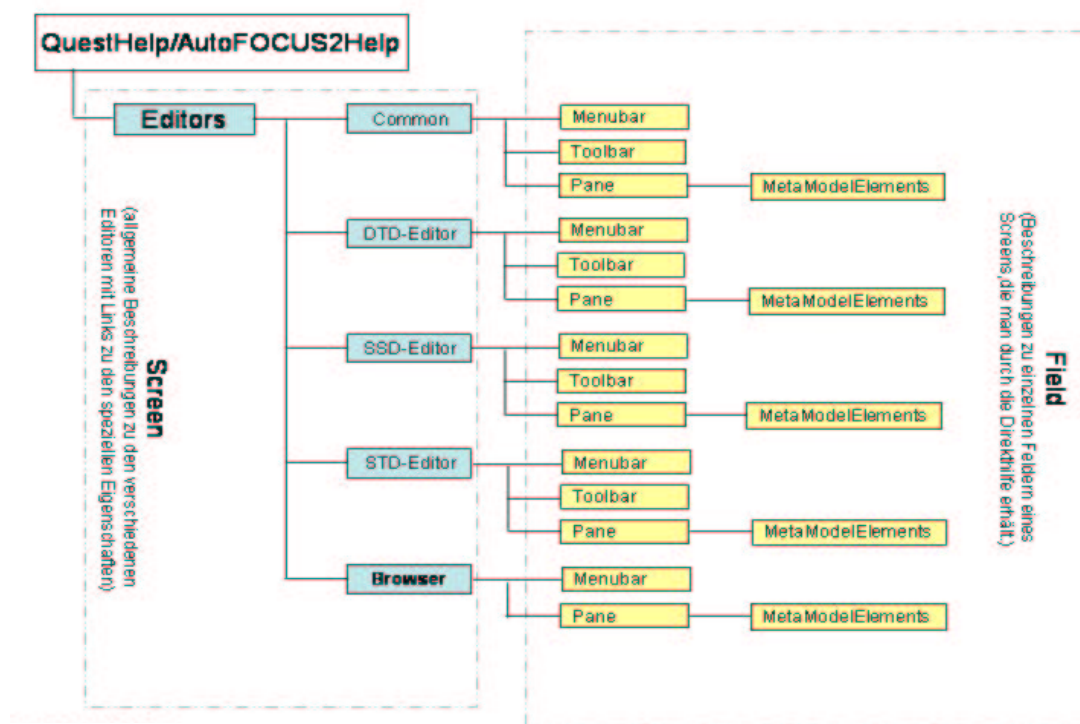 QuestHelp/AutoFOCUS2Help
Editors
Common
Menubar
Toolbar
Pane
MetaModelElements
DTD-Editor
Menubar
Toolbar
Pane
MetaModelElements
SSD-Editor
Menubar
Toolbar
Pane
MetaModelElements
STD-Editor
Menubar
Toolbar
Pane
MetaModelElements
Browser
Menubar
Pane
MetaModelElements
Screen
(allgemeine Beschreibungen zu den verschiedenen
Editoren mit Links zu den speziellen Eigenschaften)
Field
(Beschreibungen zu einzelnen Feldern eines
Screens,die man durch die Direkthilfe erhält.)